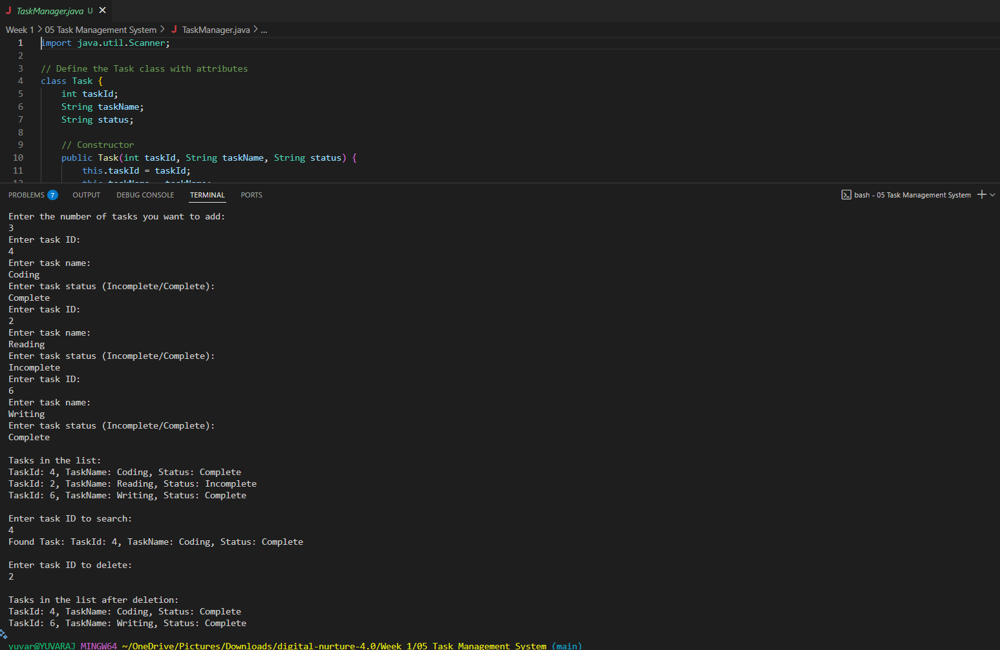 J TaskManager.java U ×
Week 1 > 05 Task Management System > J TaskManager.java > ...
1 import java.util.Scanner;
2
3 // Define the Task class with attributes
4 class Task {
5 int taskId;
6 String taskName;
7 String status;
8
9 // Constructor
10 public Task(int taskId, String taskName, String status) {
11 this.taskId = taskId;
12 this.taskName = taskName;
PROBLEMS 7 OUTPUT DEBUG CONSOLE TERMINAL PORTS bash - 05 Task Management System
Enter the number of tasks you want to add:
3
Enter task ID:
4
Enter task name:
Coding
Enter task status (Incomplete/Complete):
Complete
Enter task ID:
2
Enter task name:
Reading
Enter task status (Incomplete/Complete):
Incomplete
Enter task ID:
6
Enter task name:
Writing
Enter task status (Incomplete/Complete):
Complete
Tasks in the list:
TaskId: 4, TaskName: Coding, Status: Complete
TaskId: 2, TaskName: Reading, Status: Incomplete
TaskId: 6, TaskName: Writing, Status: Complete
Enter task ID to search:
4
Found Task: TaskId: 4, TaskName: Coding, Status: Complete
Enter task ID to delete:
2
Tasks in the list after deletion:
TaskId: 4, TaskName: Coding, Status: Complete
TaskId: 6, TaskName: Writing, Status: Complete
yuvar@YUVARAJ MINGW64 ~/OneDrive/Pictures/Downloads/digital-nurture-4.0/Week 1/05 Task Management System (main)